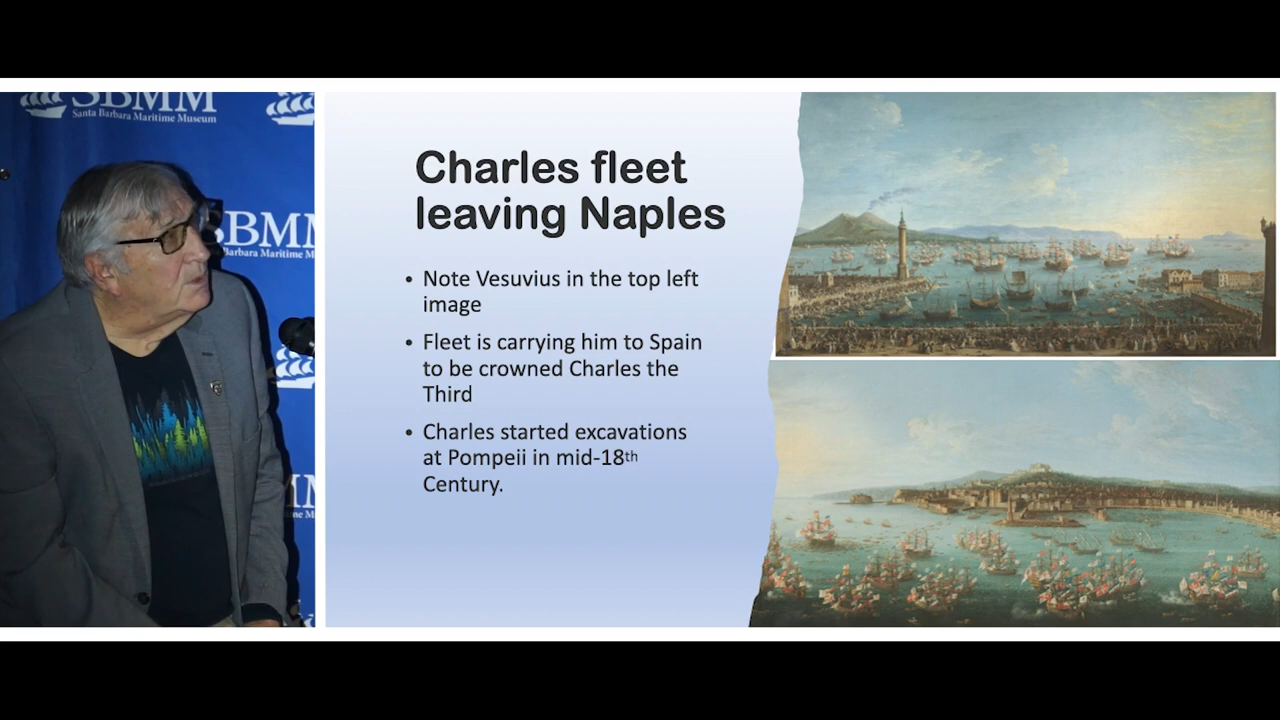 SBMM
Santa Barbara Maritime Museum
SBMM
Barbara Maritime M
me M
Charles fleet
leaving Naples
• Note Vesuvius in the top left
image
• Fleet is carrying him to Spain
to be crowned Charles the
Third
• Charles started excavations
at Pompeii in mid-18th
Century.